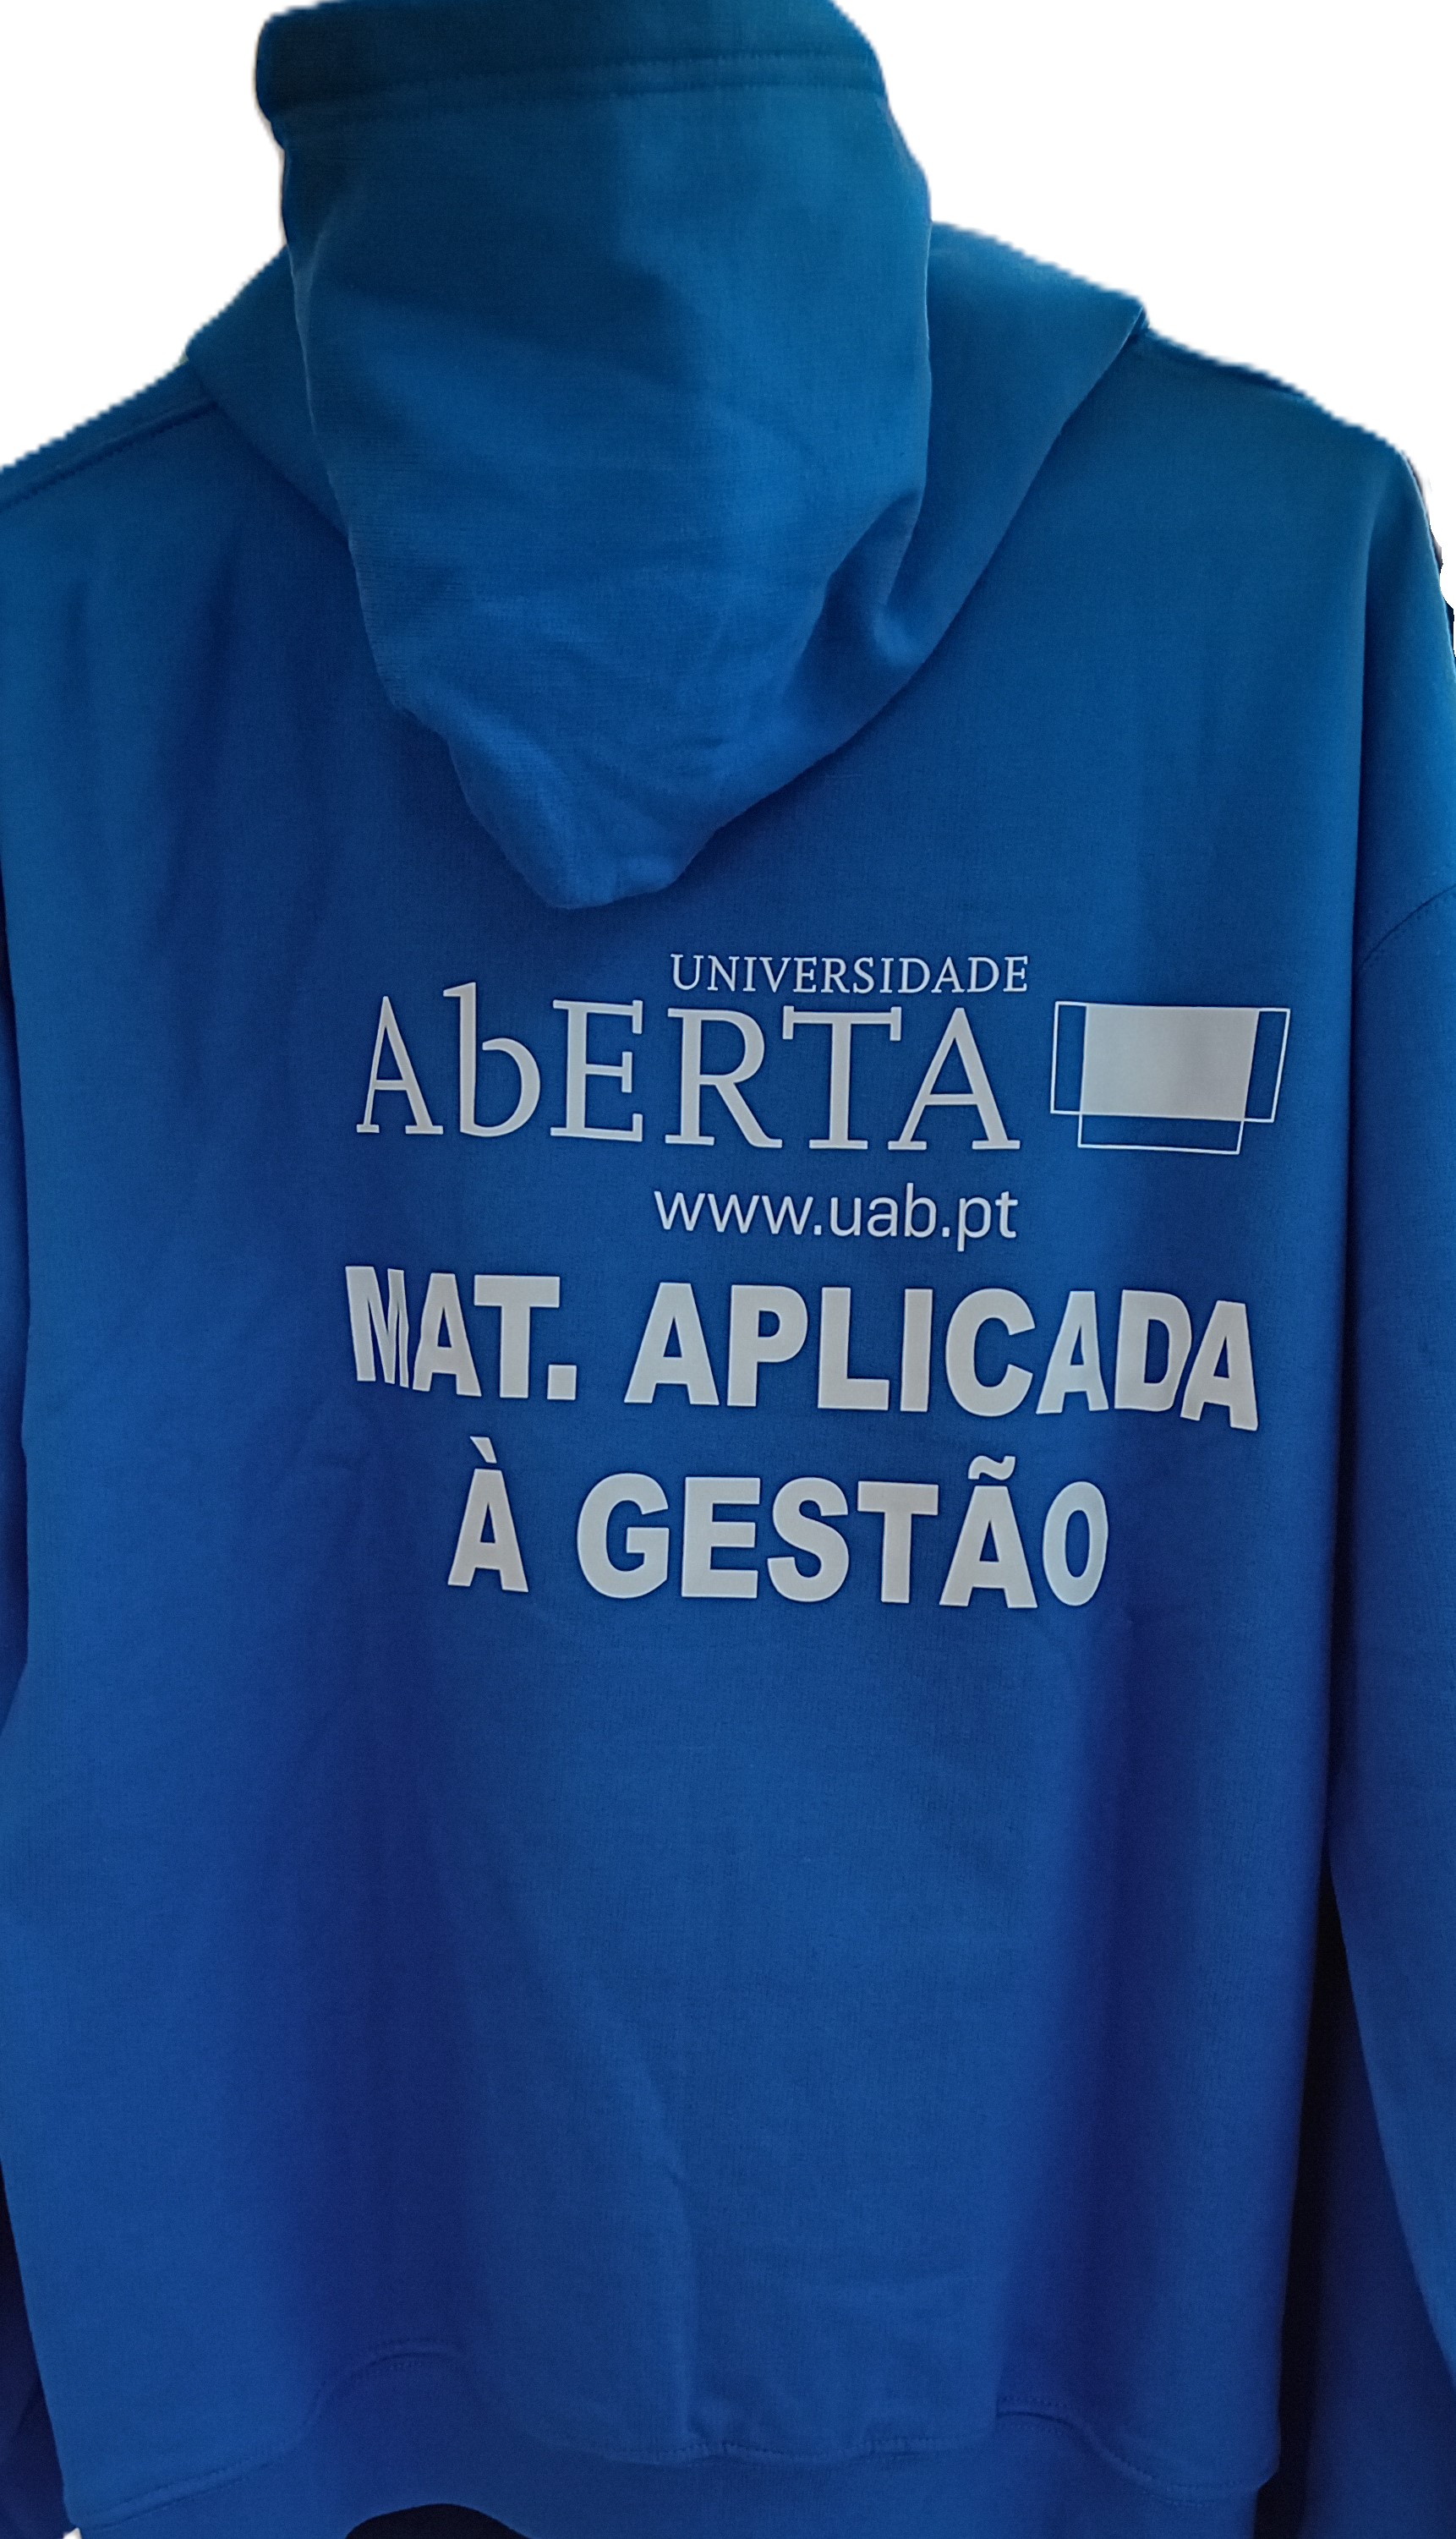 UNIVERSIDADE
AbERTA
www.uab.pt
MAT. APLICADA
À GESTÃO